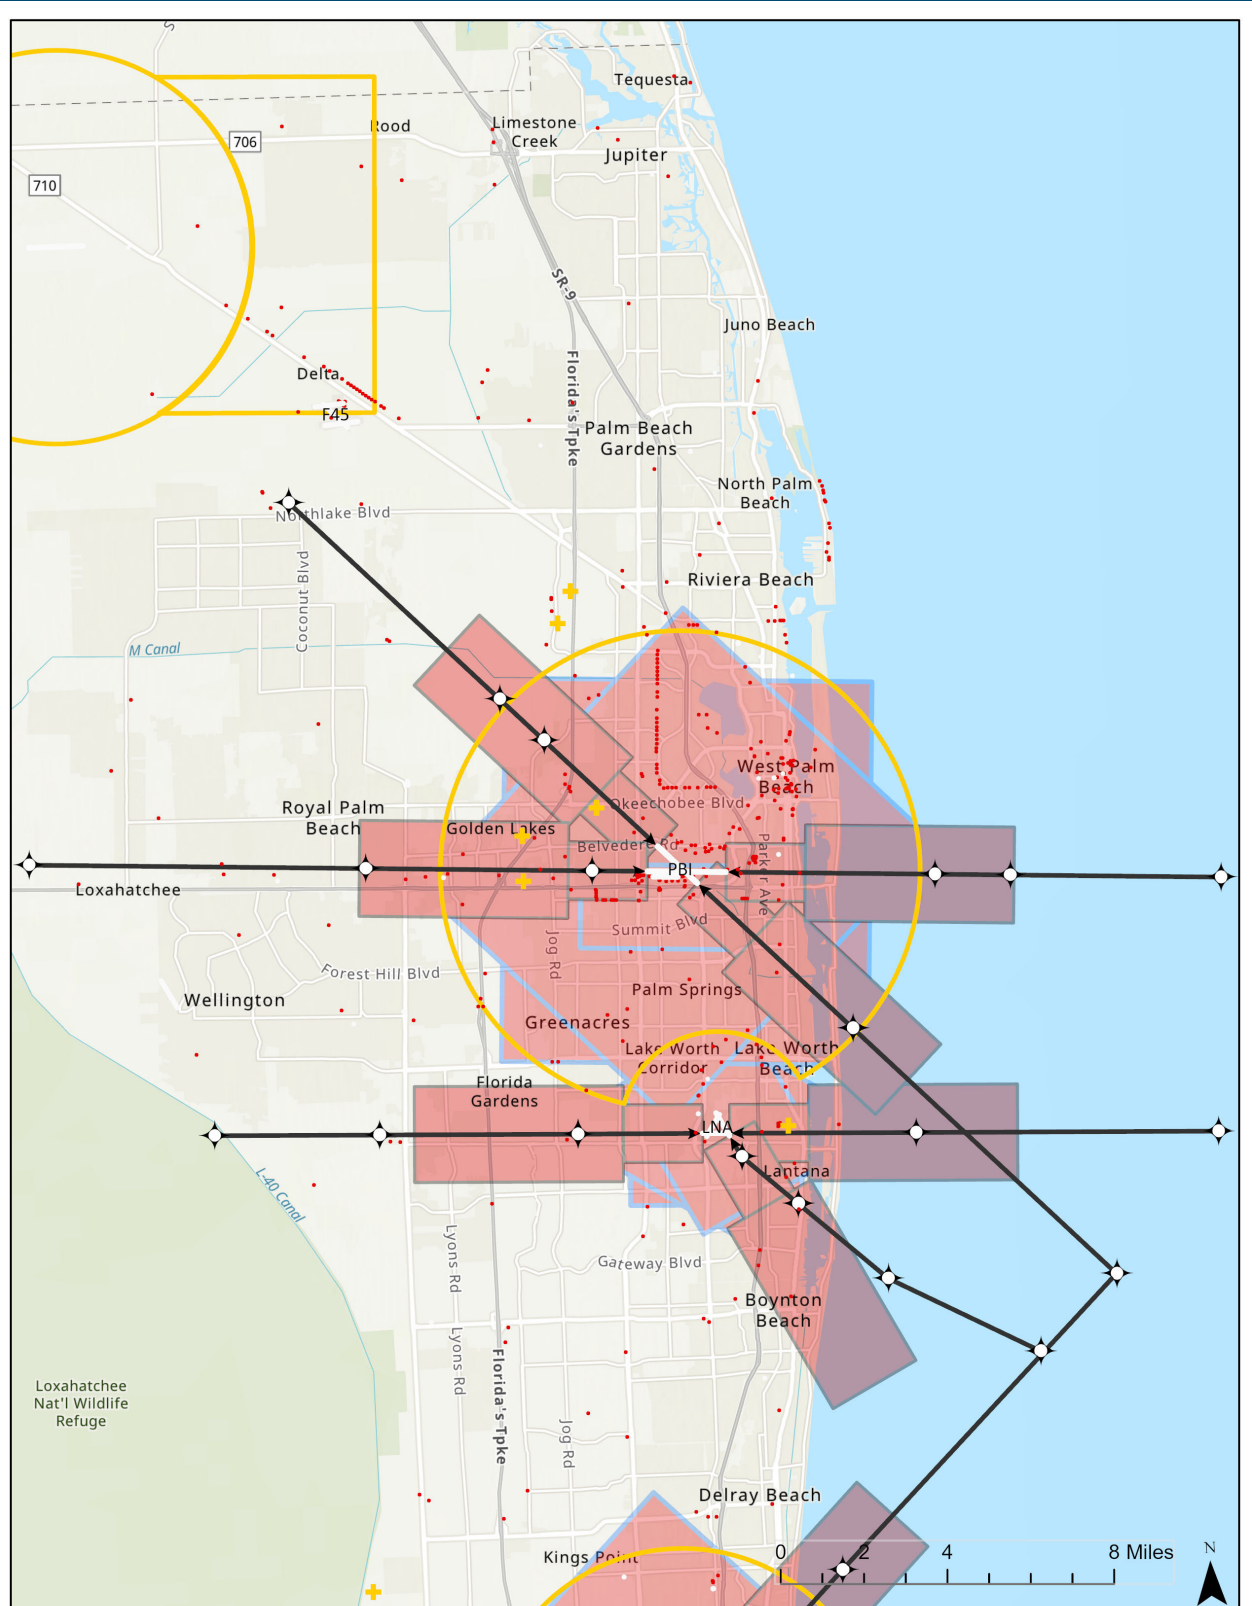 Tequesta
Limestone
Creek
Rood
706
Jupiter
710
SR-9
Juno Beach
Florida's Tpke
Delta
F45
Palm Beach
Gardens
North Palm
Beach
Northlake Blvd
Coconut Blvd
Riviera Beach
M Canal
West Palm
Beach
Okeechobee Blvd
Royal Palm
Beach
Golden Lakes
Belvedere Rd
PBI
Parker Ave
Loxahatchee
Summit Blvd
Jog Rd
Forest Hill Blvd
Palm Springs
Wellington
Greenacres
Lake Worth
Corridor
Lake Worth
Beach
Florida
Gardens
LNA
Lantana
L-40 Canal
Lyons Rd
Gateway Blvd
Boynton
Beach
Lyons Rd
Florida's Tpke
Loxahatchee
Nat'l Wildlife
Refuge
Jog Rd
Delray Beach
Kings Point
0 2 4 8 Miles
N